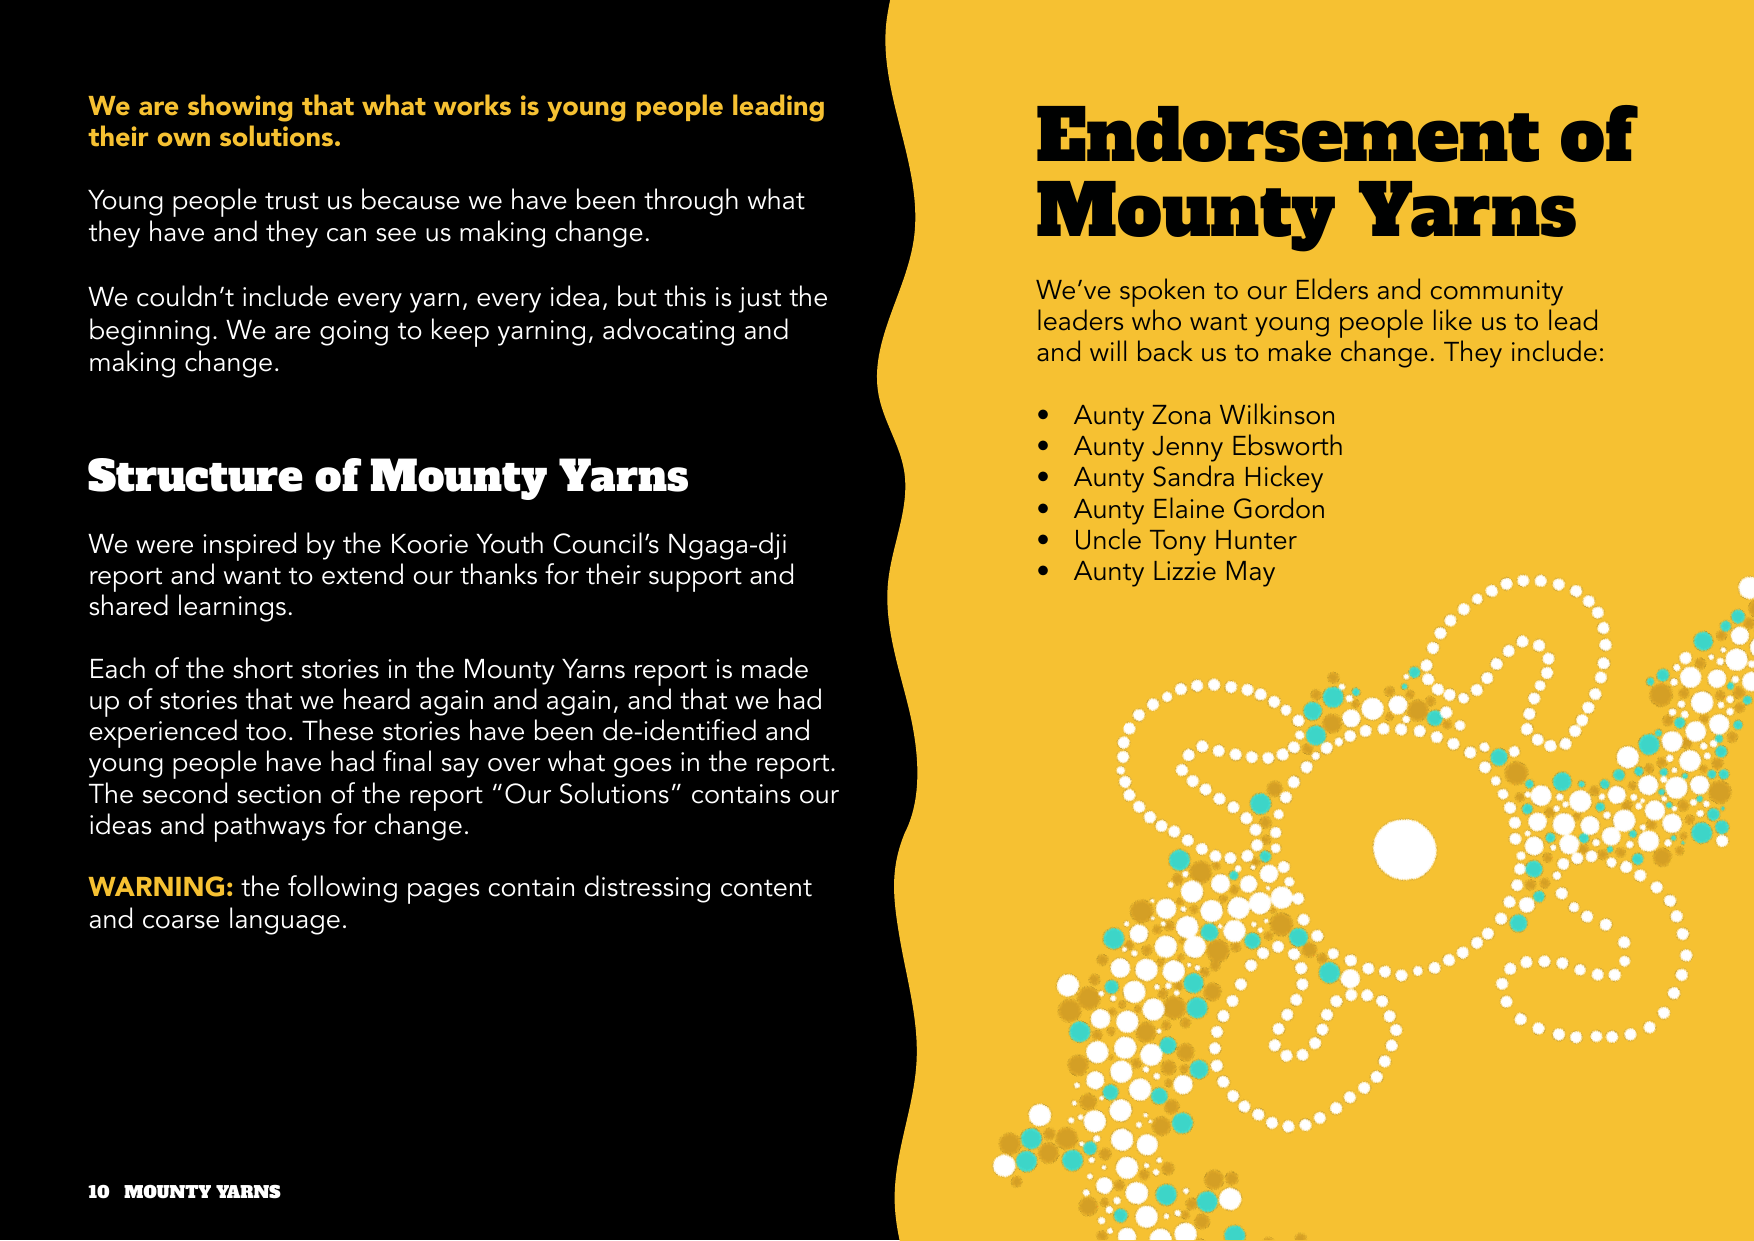 We are showing that what works is young people leading
their own solutions.
Young people trust us because we have been through what
they have and they can see us making change.
We couldn’t include every yarn, every idea, but this is just the
beginning. We are going to keep yarning, advocating and
making change.
Structure of Mounty Yarns
We were inspired by the Koorie Youth Council’s Ngaga-dji
report and want to extend our thanks for their support and
shared learnings.
Each of the short stories in the Mounty Yarns report is made
up of stories that we heard again and again, and that we had
experienced too. These stories have been de-identified and
young people have had final say over what goes in the report.
The second section of the report “Our Solutions” contains our
ideas and pathways for change.
WARNING: the following pages contain distressing content
and coarse language.
10 MOUNTY YARNS
Endorsement of
Mounty Yarns
We’ve spoken to our Elders and community
leaders who want young people like us to lead
and will back us to make change. They include:
• Aunty Zona Wilkinson
• Aunty Jenny Ebsworth
• Aunty Sandra Hickey
• Aunty Elaine Gordon
• Uncle Tony Hunter
• Aunty Lizzie May